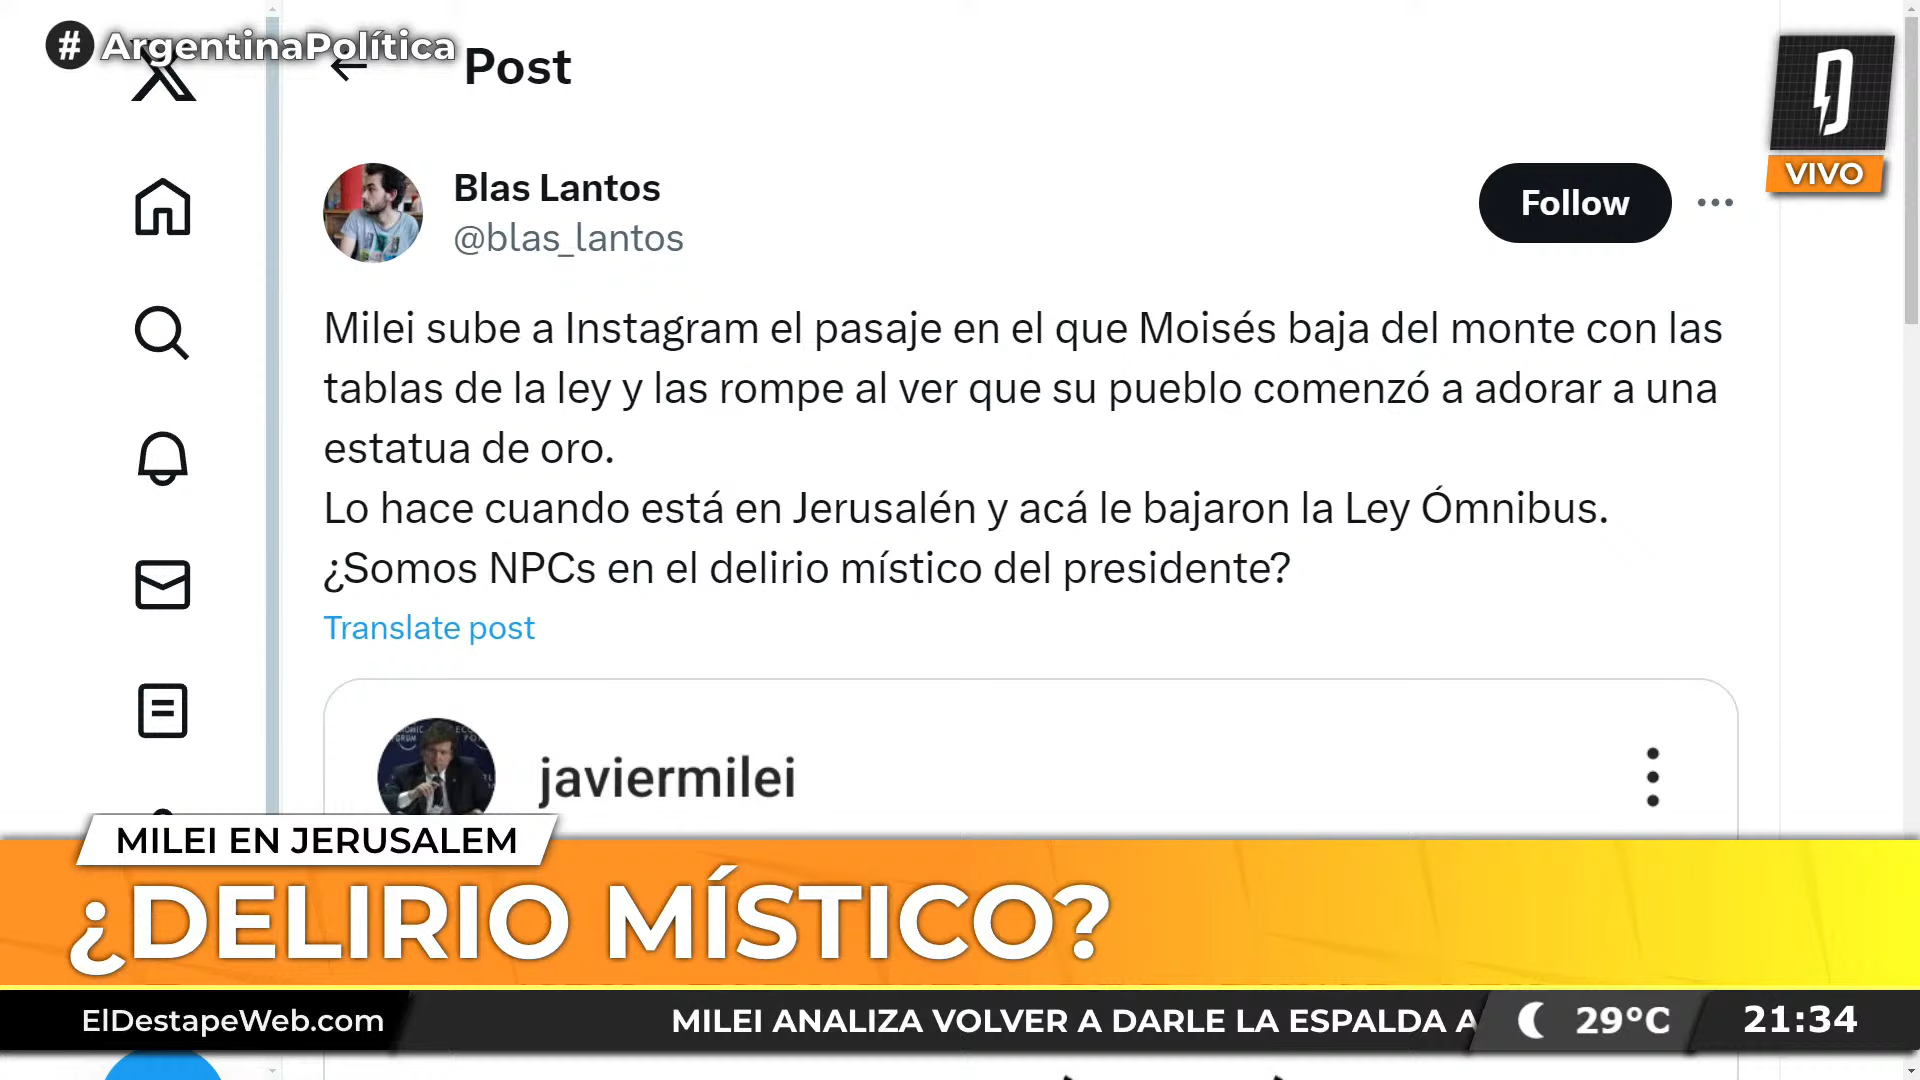 # ArgentinaPolítica
Post
VIVO
Blas Lantos
@blas_lantos
Follow
Milei sube a Instagram el pasaje en el que Moisés baja del monte con las
tablas de la ley y las rompe al ver que su pueblo comenzó a adorar a una
estatua de oro.
Lo hace cuando está en Jerusalén y acá le bajaron la Ley Ómnibus.
¿Somos NPCs en el delirio místico del presidente?
Translate post
javiermilei
MILEI EN JERUSALEM
¿DELIRIO MÍSTICO?
ElDestapeWeb.com
MILEI ANALIZA VOLVER A DARLE LA ESPALDA A
29°C
21:34